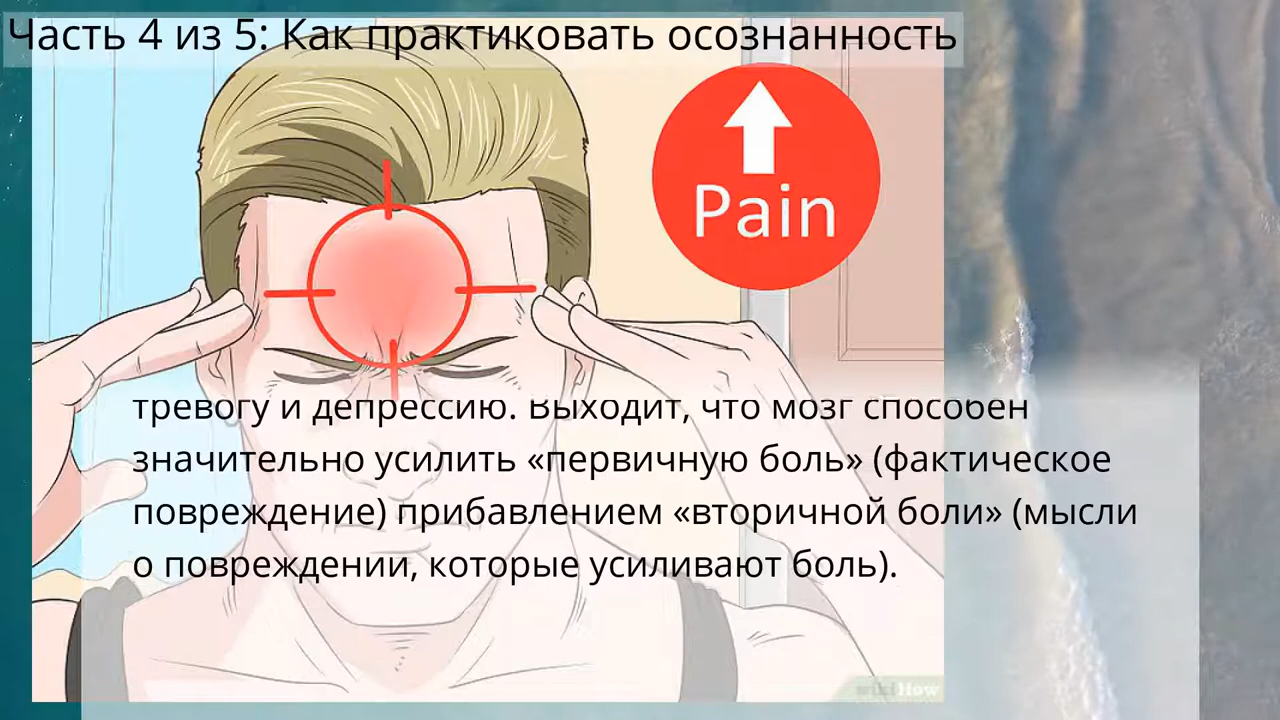 Часть 4 из 5: Как практиковать осознанность
Pain
тревогу и депрессию. Выходит, что мозг способен
значительно усилить «первичную боль» (фактическое
повреждение) прибавлением «вторичной боли» (мысли
о повреждении, которые усиливают боль).
wikiHow